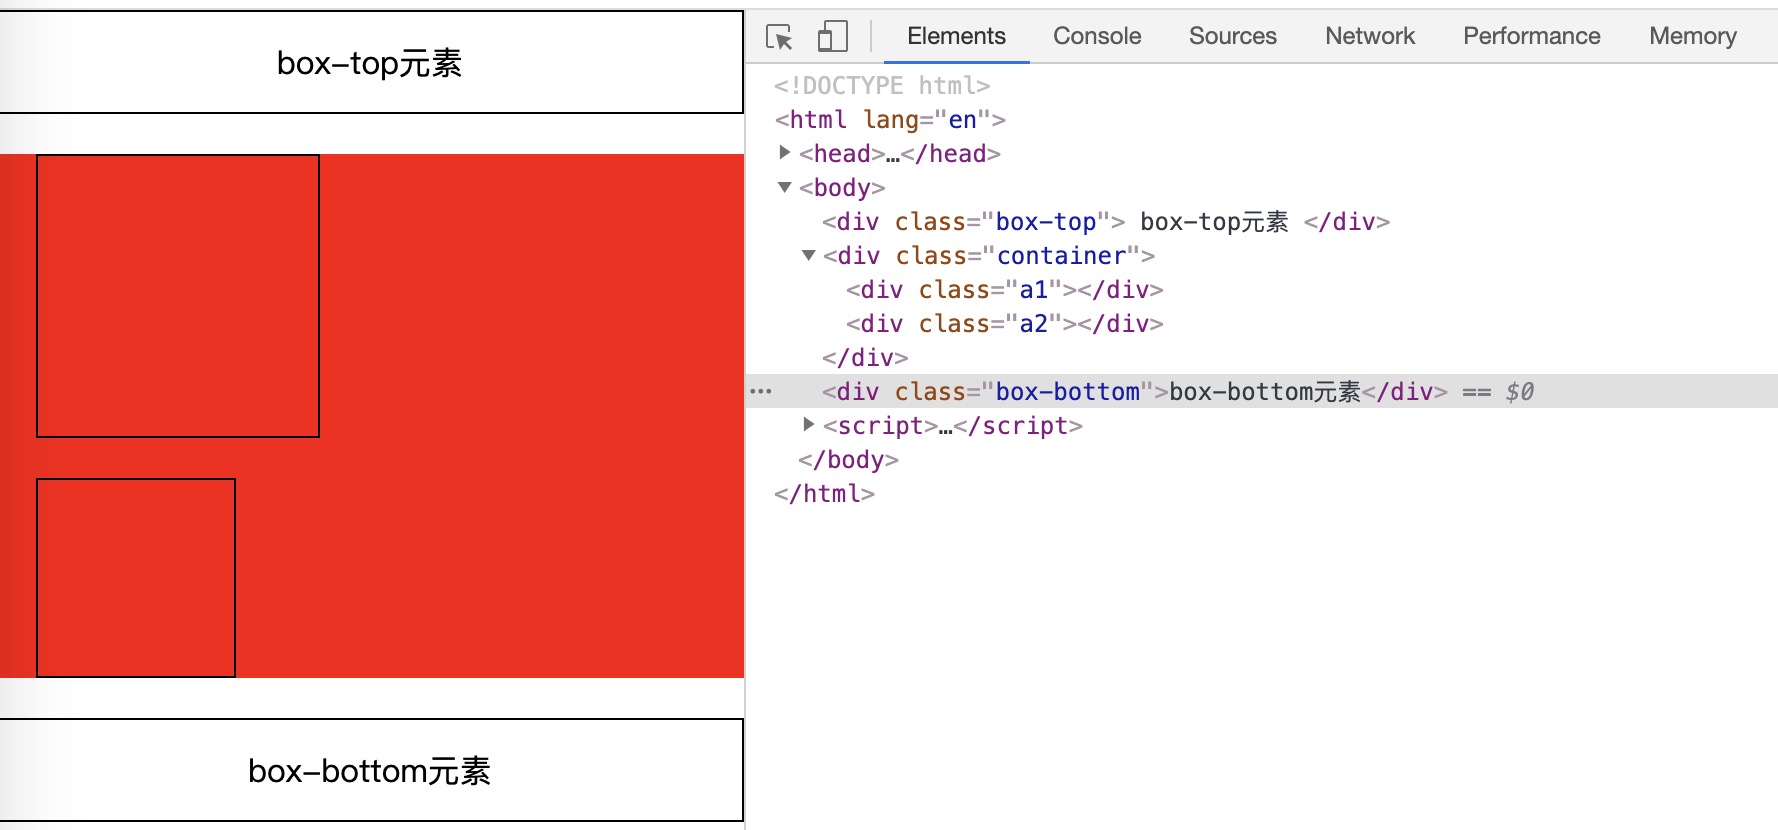 box-top元素
box-bottom元素
Elements Console Sources Network Performance Memory
<!DOCTYPE html>
<html lang="en">
<head>…</head>
<body>
<div class="box-top"> box-top元素 </div>
<div class="container">
<div class="a1"></div>
<div class="a2"></div>
</div>
<div class="box-bottom">box-bottom元素</div> == $0
<script>…</script>
</body>
</html>